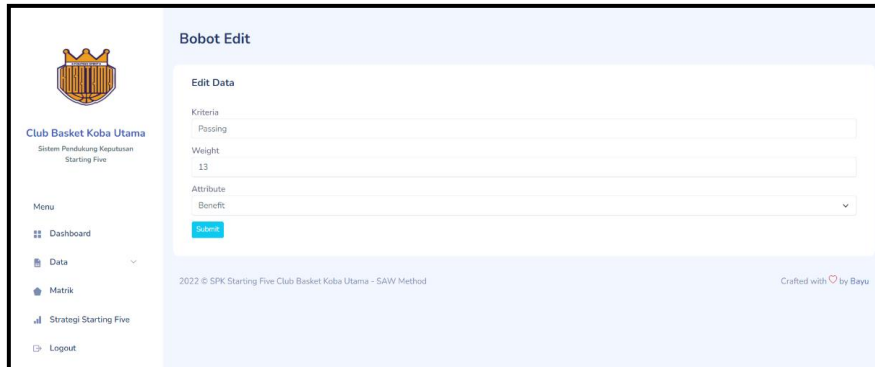 Club Basket Koba Utama
Sistem Pendukung Keputusan
Starting Five
Menu
Dashboard
Data
Matrik
Strategi Starting Five
Logout
Bobot Edit
Edit Data
Kriteria
Passing
Weight
13
Attribute
Benefit
Submit
2022 © SPK Starting Five Club Basket Koba Utama - SAW Method
Crafted with ♡ by Bayu